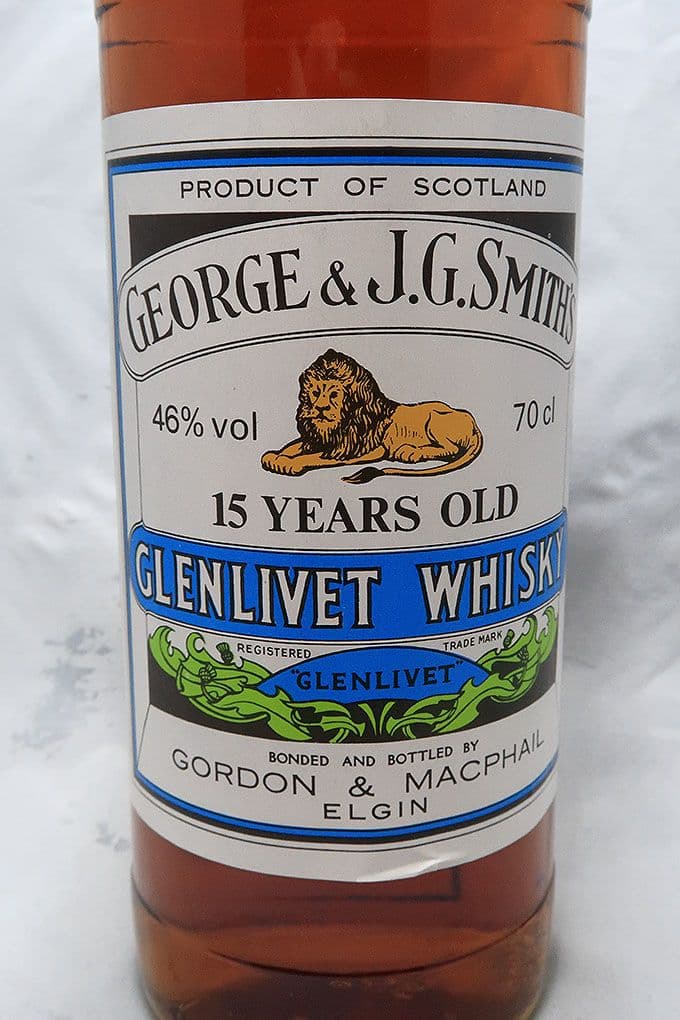 PRODUCT OF SCOTLAND
GEORGE & J.G. SMITH'S
46% vol
70 cl
15 YEARS OLD
GLENLIVET WHISKY
REGISTERED
TRADE MARK
"GLENLIVET"
BONDED AND BOTTLED BY
GORDON & MACPHAIL
ELGIN